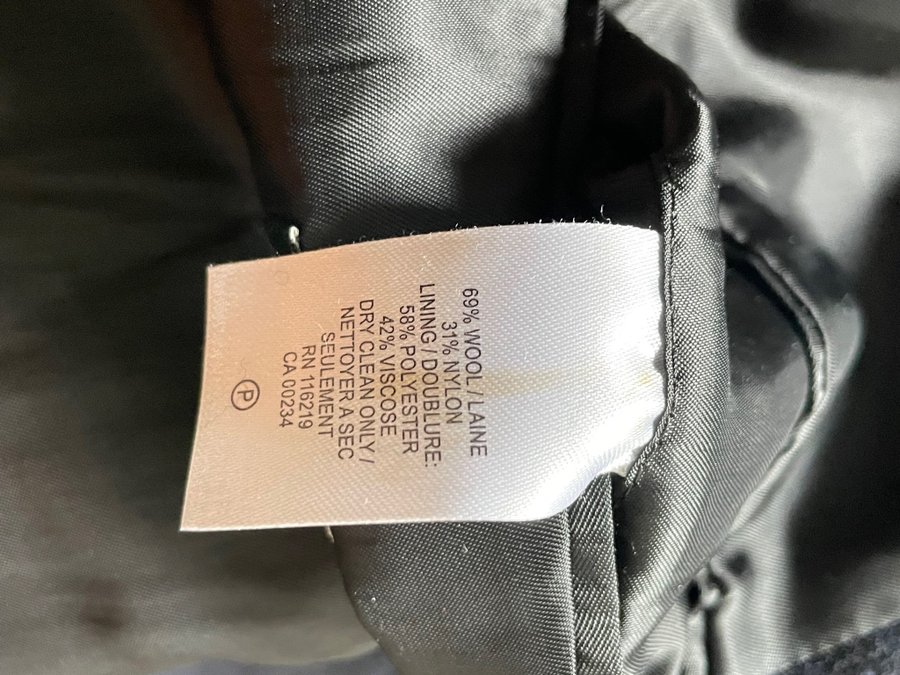 69% WOOL / LAINE
31% NYLON
LINING / DOUBLURE:
58% POLYESTER
42% VISCOSE
DRY CLEAN ONLY /
NETTOYER A SEC
SEULEMENT
RN 116219
CA 00234
P